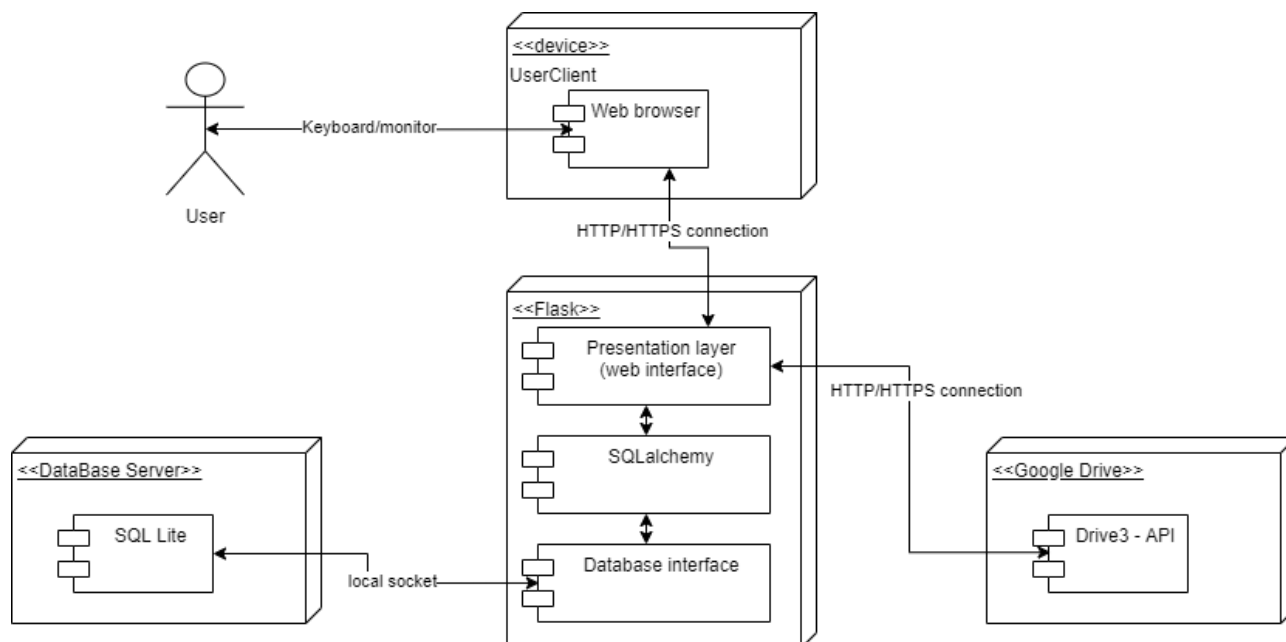 <<device>>
UserClient
Web browser
Keyboard/monitor
User
HTTP/HTTPS connection
<<Flask>>
Presentation layer
(web interface)
HTTP/HTTPS connection
SQLalchemy
<<DataBase Server>>
<<Google Drive>>
SQL Lite
Drive3 - API
Database interface
local socket